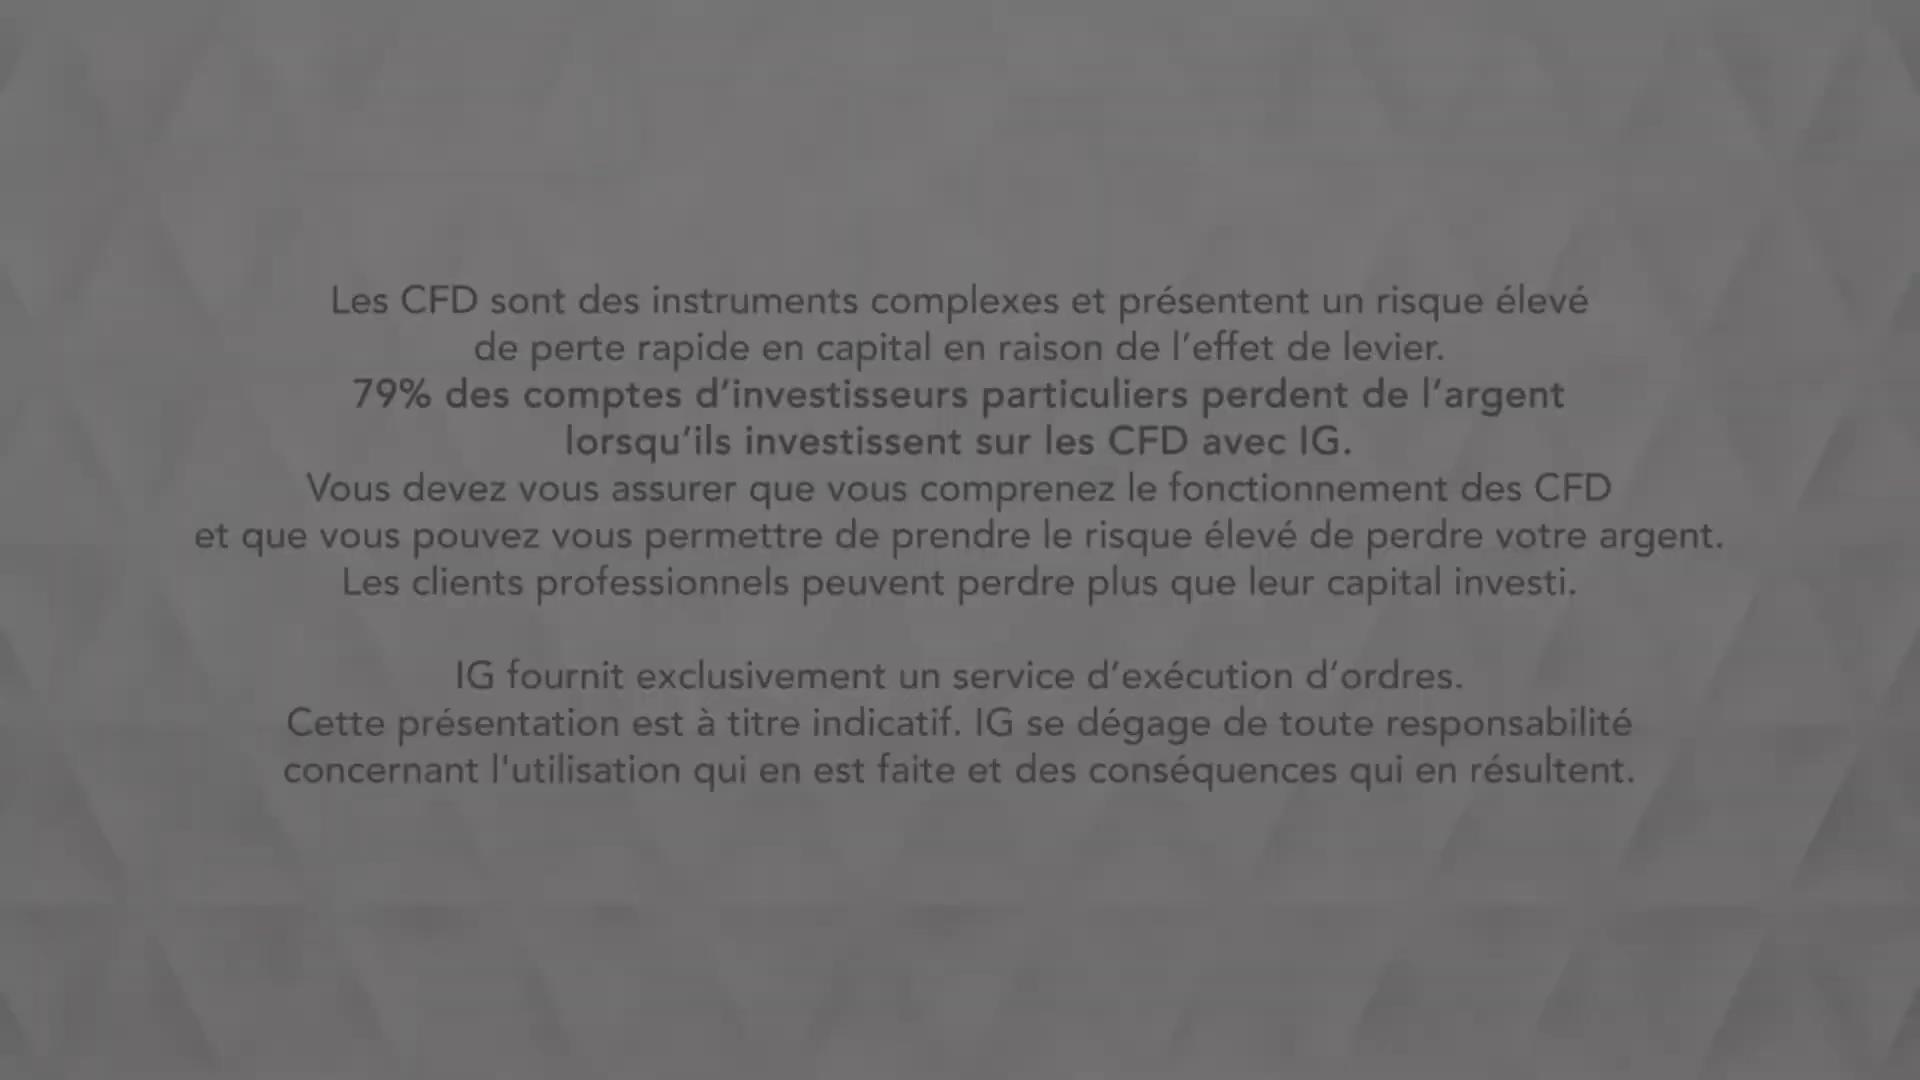 Les CFD sont des instruments complexes et présentent un risque élevé
de perte rapide en capital en raison de l’effet de levier.
79% des comptes d’investisseurs particuliers perdent de l’argent
lorsqu’ils investissent sur les CFD avec IG.
Vous devez vous assurer que vous comprenez le fonctionnement des CFD
et que vous pouvez vous permettre de prendre le risque élevé de perdre votre argent.
Les clients professionnels peuvent perdre plus que leur capital investi.
IG fournit exclusivement un service d’exécution d’ordres.
Cette présentation est à titre indicatif. IG se dégage de toute responsabilité
concernant l'utilisation qui en est faite et des conséquences qui en résultent.